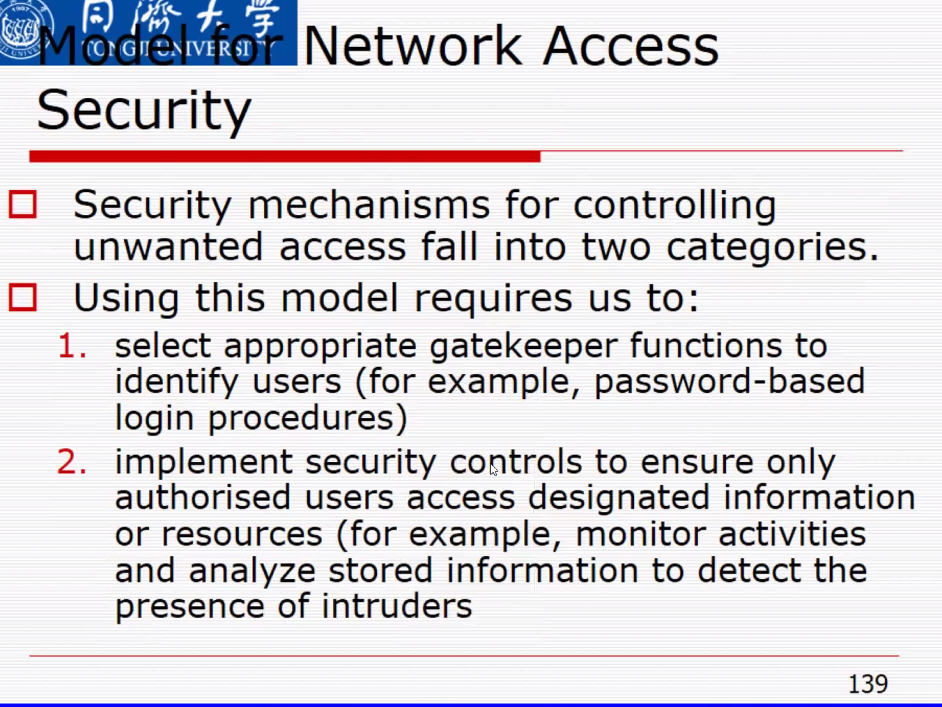 同济大学
TONGJI UNIVERSITY
Model for Network Access
Security
Security mechanisms for controlling
unwanted access fall into two categories.
Using this model requires us to:
1. select appropriate gatekeeper functions to
identify users (for example, password-based
login procedures)
2. implement security controls to ensure only
authorised users access designated information
or resources (for example, monitor activities
and analyze stored information to detect the
presence of intruders
139